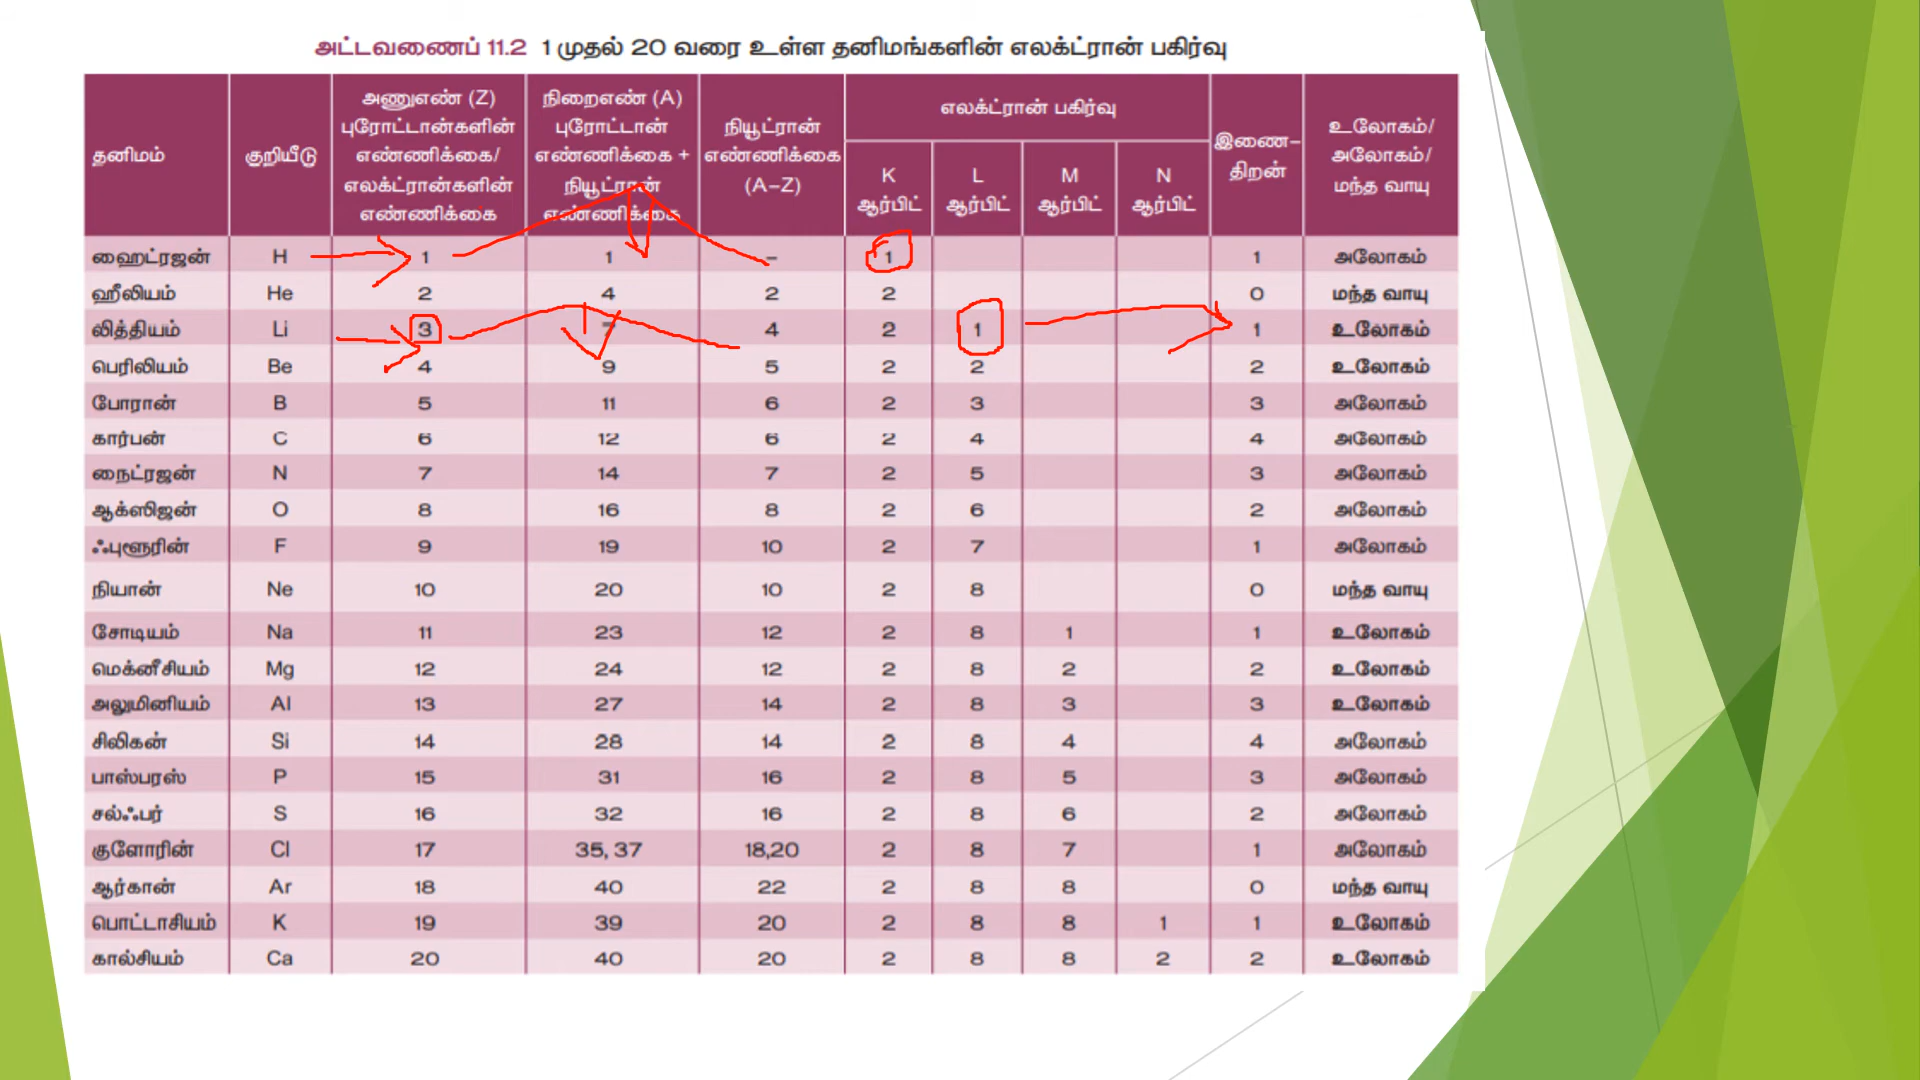 அட்டவணைப் 11.2 1 முதல் 20 வரை உள்ள தனிமங்களின் எலக்ட்ரான் பகிர்வு
தனிமம் குறியீடு அணுஎண் (Z) புரோட்டான்களின் எண்ணிக்கை/ எலக்ட்ரான்களின் எண்ணிக்கை நிறைஎண் (A) புரோட்டான் எண்ணிக்கை + நியூட்ரான் எண்ணிக்கை நியூட்ரான் எண்ணிக்கை (A–Z) எலக்ட்ரான் பகிர்வு இணை– திறன் உலோகம்/ அலோகம்/ மந்த வாயு
K ஆர்பிட் L ஆர்பிட் M ஆர்பிட் N ஆர்பிட்
ஹைட்ரஜன் H 1 1 – 1 1 அலோகம்
ஹீலியம் He 2 4 2 2 0 மந்த வாயு
லித்தியம் Li 3 7 4 2 1 1 உலோகம்
பெரிலியம் Be 4 9 5 2 2 2 உலோகம்
போரான் B 5 11 6 2 3 3 அலோகம்
கார்பன் C 6 12 6 2 4 4 அலோகம்
நைட்ரஜன் N 7 14 7 2 5 3 அலோகம்
ஆக்ஸிஜன் O 8 16 8 2 6 2 அலோகம்
ஃபுளூரின் F 9 19 10 2 7 1 அலோகம்
நியான் Ne 10 20 10 2 8 0 மந்த வாயு
சோடியம் Na 11 23 12 2 8 1 1 உலோகம்
மெக்னீசியம் Mg 12 24 12 2 8 2 2 உலோகம்
அலுமினியம் Al 13 27 14 2 8 3 3 உலோகம்
சிலிகன் Si 14 28 14 2 8 4 4 அலோகம்
பாஸ்பரஸ் P 15 31 16 2 8 5 3 அலோகம்
சல்ஃபர் S 16 32 16 2 8 6 2 அலோகம்
குளோரின் Cl 17 35, 37 18,20 2 8 7 1 அலோகம்
ஆர்கான் Ar 18 40 22 2 8 8 0 மந்த வாயு
பொட்டாசியம் K 19 39 20 2 8 8 1 1 உலோகம்
கால்சியம் Ca 20 40 20 2 8 8 2 2 உலோகம்